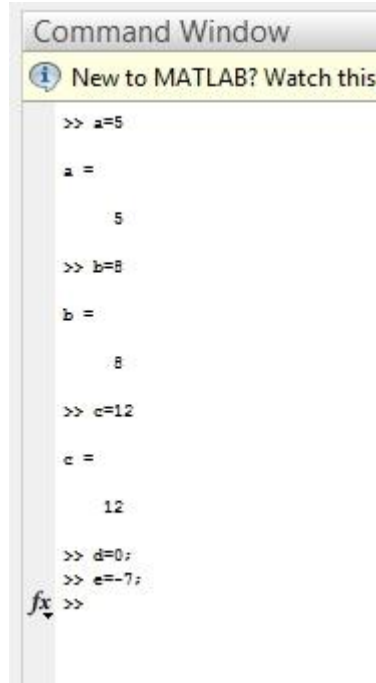 Command Window
New to MATLAB? Watch this
>> a=5
a =
5
>> b=8
b =
8
>> c=12
c =
12
>> d=0;
>> e=-7;
fx >>